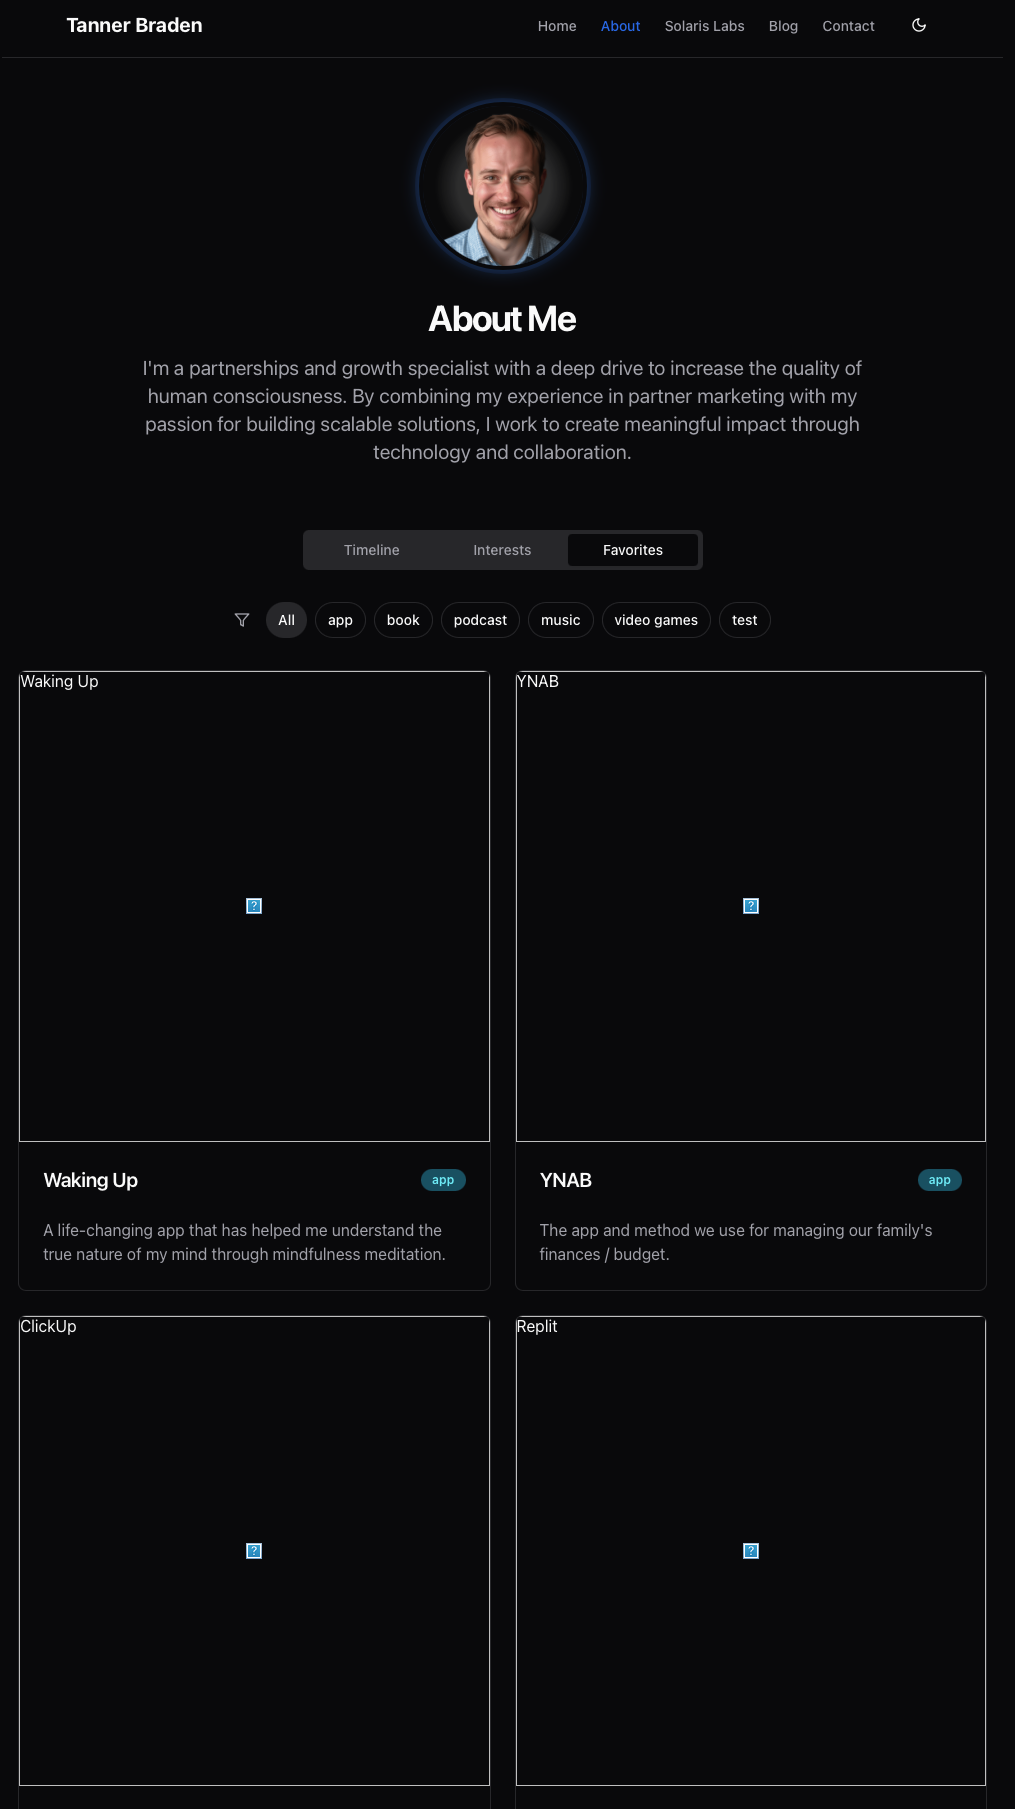 Tanner Braden
Home
About
Solaris Labs
Blog
Contact
About Me
I'm a partnerships and growth specialist with a deep drive to increase the quality of
human consciousness. By combining my experience in partner marketing with my
passion for building scalable solutions, I work to create meaningful impact through
technology and collaboration.
Timeline
Interests
Favorites
All
app
book
podcast
music
video games
test
Waking Up
?
Waking Up
app
A life-changing app that has helped me understand the
true nature of my mind through mindfulness meditation.
YNAB
?
YNAB
app
The app and method we use for managing our family's
finances / budget.
ClickUp
?
Replit
?